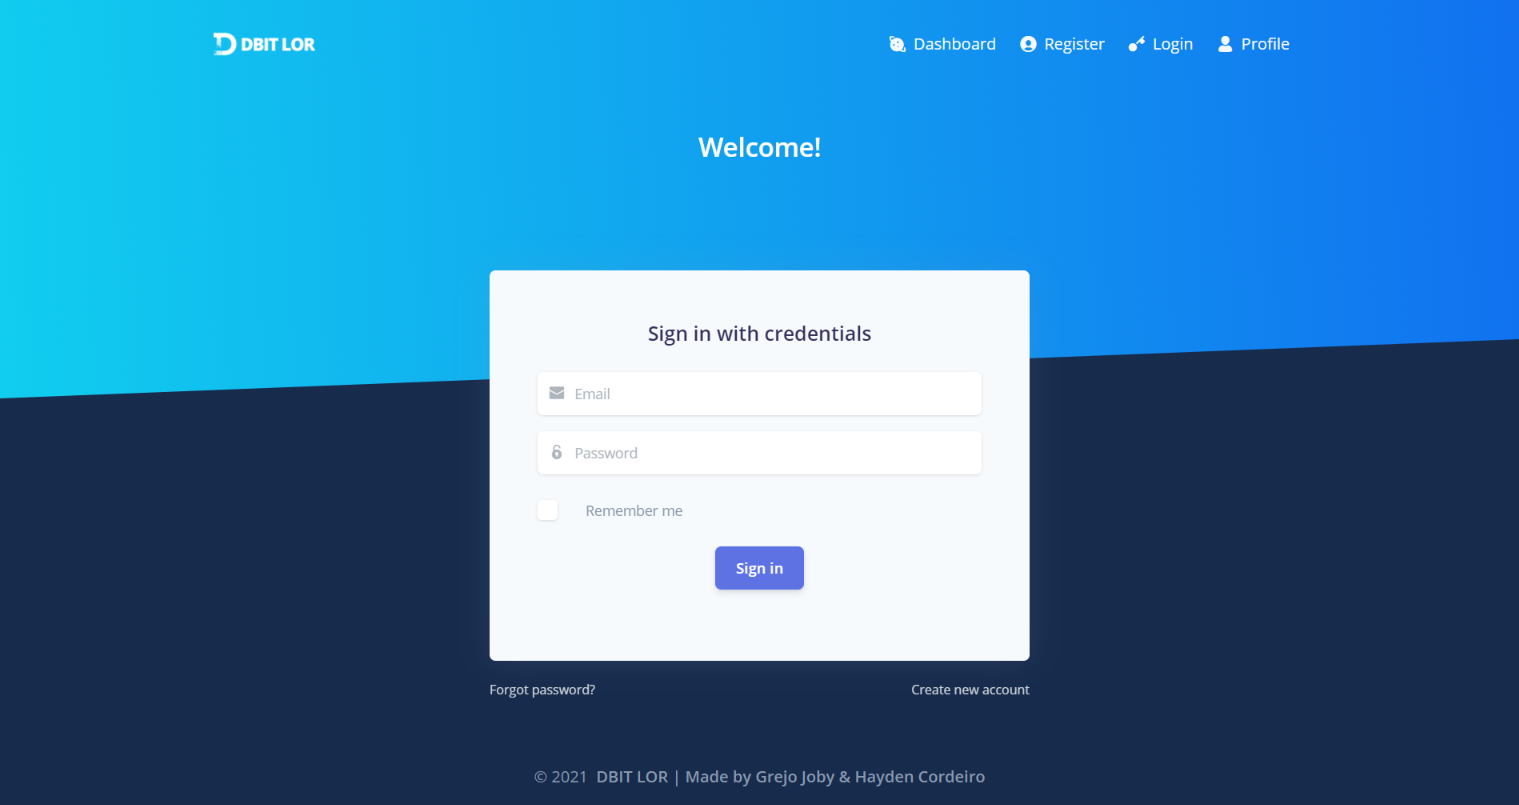 DBIT LOR
Dashboard Register Login Profile
Welcome!
Sign in with credentials
Email
Password
Remember me
Sign in
Forgot password? Create new account
© 2021 DBIT LOR | Made by Grejo Joby & Hayden Cordeiro